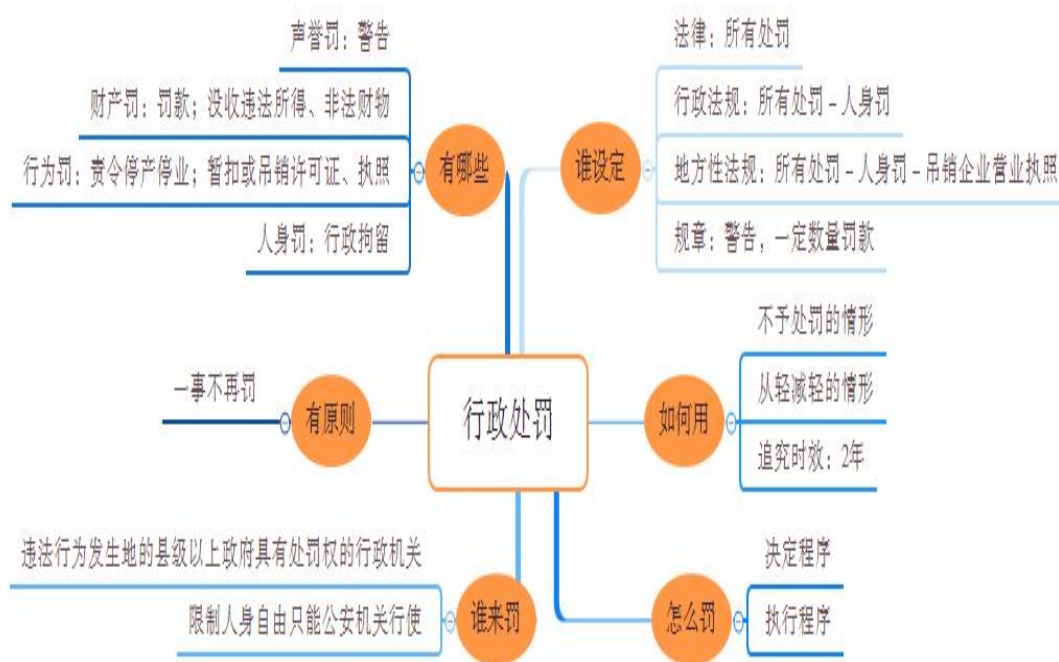 行政处罚
有哪些
声誉罚：警告
财产罚：罚款；没收违法所得、非法财物
行为罚：责令停产停业；暂扣或吊销许可证、执照
人身罚：行政拘留
谁设定
法律：所有处罚
行政法规：所有处罚－人身罚
地方性法规：所有处罚－人身罚－吊销企业营业执照
规章：警告，一定数量罚款
有原则
一事不再罚
如何用
不予处罚的情形
从轻减轻的情形
追究时效：2年
谁来罚
违法行为发生地的县级以上政府具有处罚权的行政机关
限制人身自由只能公安机关行使
怎么罚
决定程序
执行程序